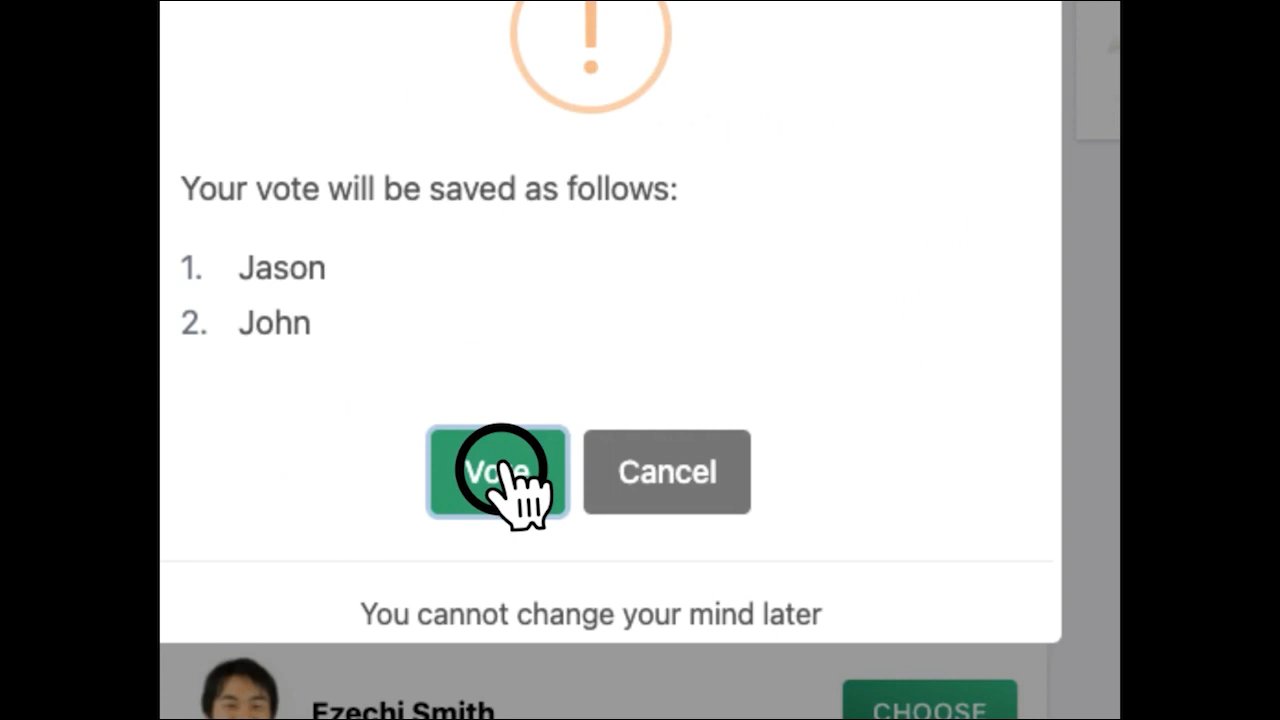 Your vote will be saved as follows:
1. Jason
2. John
Vote Cancel
You cannot change your mind later
Ezechi Smith
CHOOSE